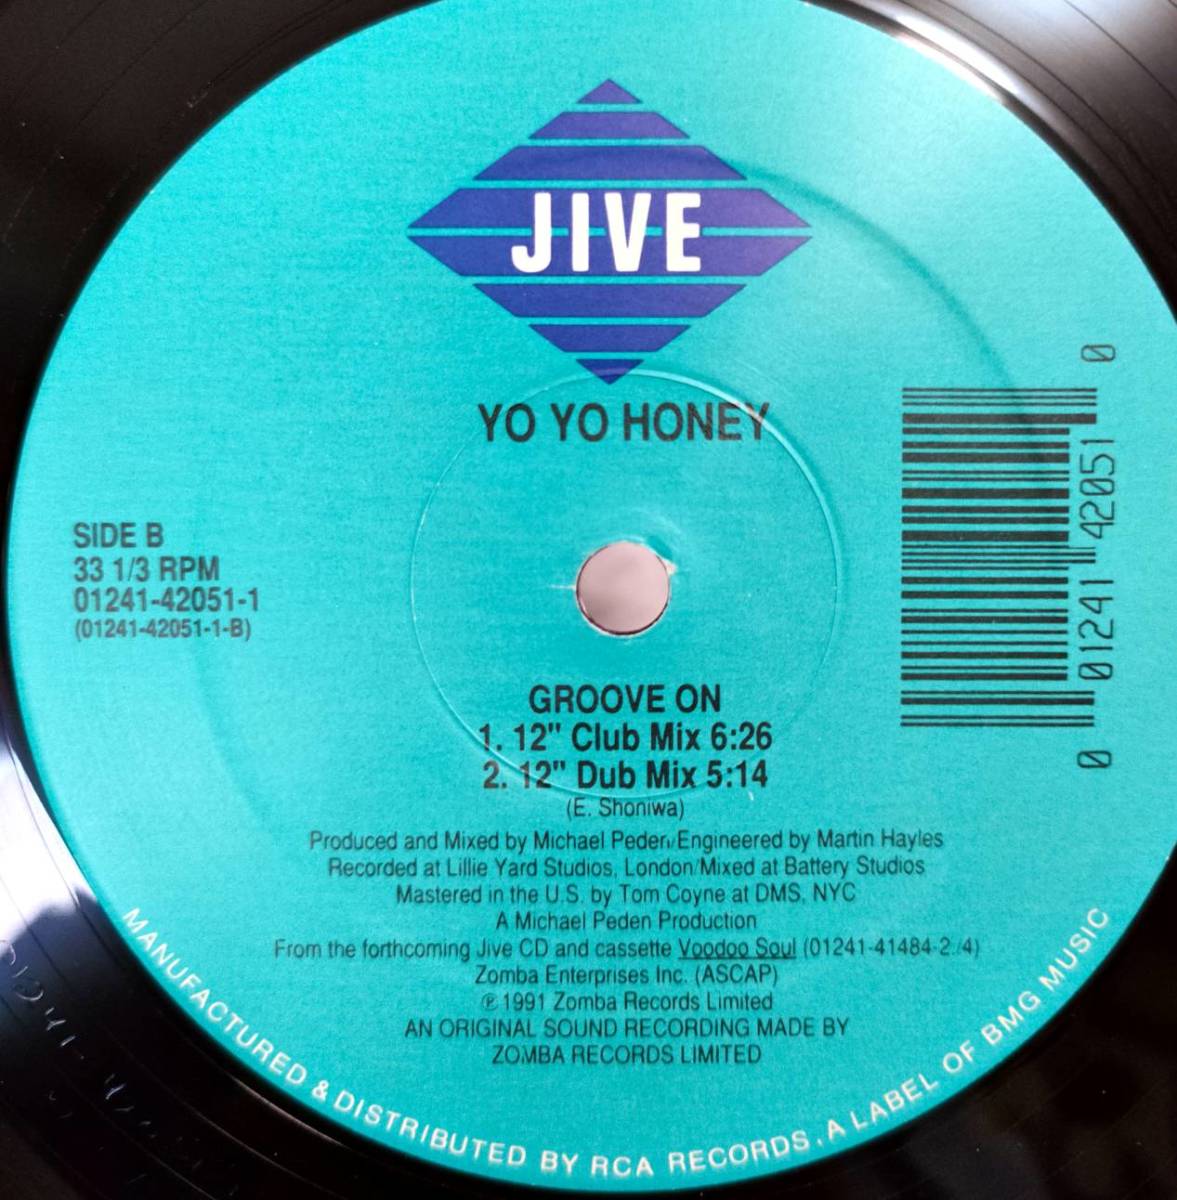 JIVE
YO YO HONEY
SIDE B
33 1/3 RPM
01241-42051-1
(01241-42051-1-B)
0 01241 42051 0
GROOVE ON
1. 12" Club Mix 6:26
2. 12" Dub Mix 5:14
(E. Shoniwa)
Produced and Mixed by Michael Peden/Engineered by Martin Hayles
Recorded at Lillie Yard Studios, London/Mixed at Battery Studios
Mastered in the U.S. by Tom Coyne at DMS, NYC
A Michael Peden Production
From the forthcoming Jive CD and cassette Voodoo Soul (01241-41484-2/4)
Zomba Enterprises Inc. (ASCAP)
℗ 1991 Zomba Records Limited
AN ORIGINAL SOUND RECORDING MADE BY
ZOMBA RECORDS LIMITED
MANUFACTURED & DISTRIBUTED BY RCA RECORDS, A LABEL OF BMG MUSIC